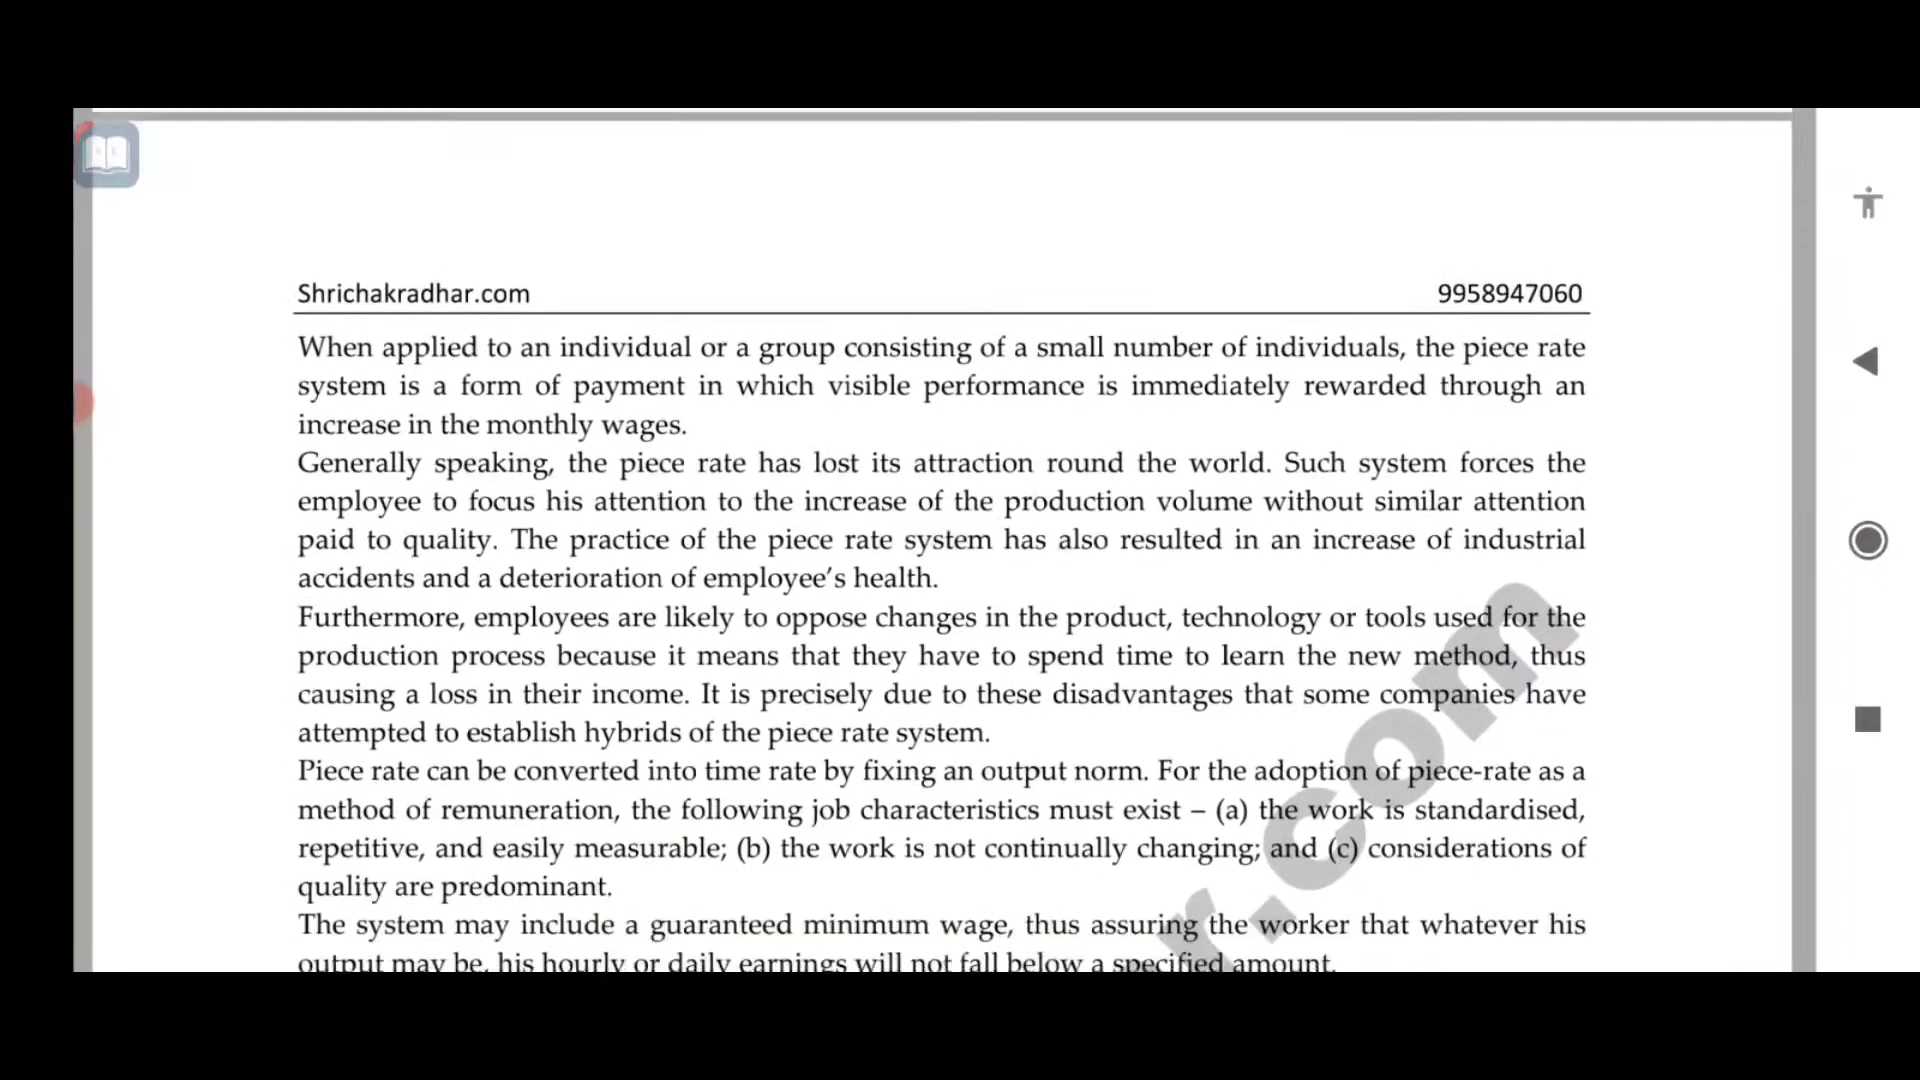 Shrichakradhar.com 9958947060
When applied to an individual or a group consisting of a small number of individuals, the piece rate
system is a form of payment in which visible performance is immediately rewarded through an
increase in the monthly wages.
Generally speaking, the piece rate has lost its attraction round the world. Such system forces the
employee to focus his attention to the increase of the production volume without similar attention
paid to quality. The practice of the piece rate system has also resulted in an increase of industrial
accidents and a deterioration of employee's health.
Furthermore, employees are likely to oppose changes in the product, technology or tools used for the
production process because it means that they have to spend time to learn the new method, thus
causing a loss in their income. It is precisely due to these disadvantages that some companies have
attempted to establish hybrids of the piece rate system.
Piece rate can be converted into time rate by fixing an output norm. For the adoption of piece-rate as a
method of remuneration, the following job characteristics must exist – (a) the work is standardised,
repetitive, and easily measurable; (b) the work is not continually changing; and (c) considerations of
quality are predominant.
The system may include a guaranteed minimum wage, thus assuring the worker that whatever his
output may be, his hourly or daily earnings will not fall below a specified amount.
r.com